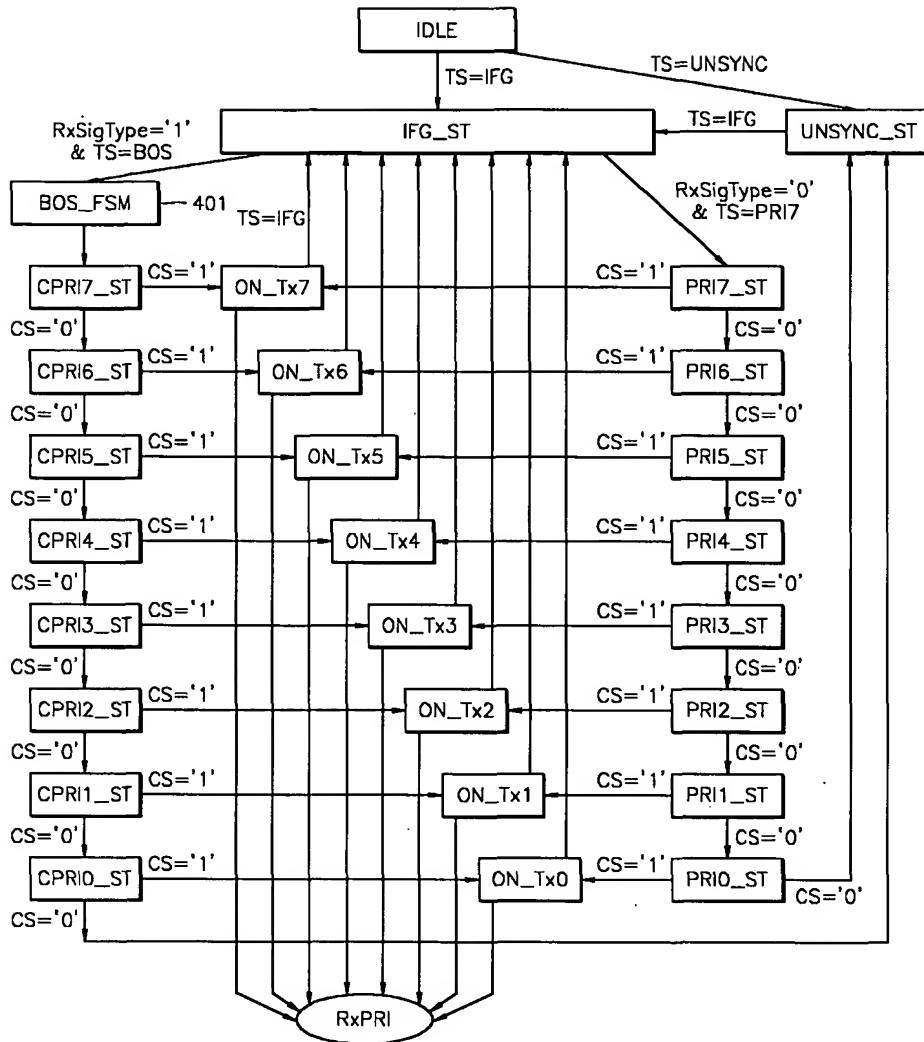 IDLE
TS=IFG
TS=UNSYNC
RxSigType='1'
& TS=BOS
IFG_ST
TS=IFG
UNSYNC_ST
BOS_FSM
401
TS=IFG
RxSigType='0'
& TS=PRI7
CPRI7_ST
CS='1'
ON_Tx7
CS='1'
PRI7_ST
CS='0'
CS='0'
CPRI6_ST
CS='1'
ON_Tx6
CS='1'
PRI6_ST
CS='0'
CS='0'
CPRI5_ST
CS='1'
ON_Tx5
CS='1'
PRI5_ST
CS='0'
CS='0'
CPRI4_ST
CS='1'
ON_Tx4
CS='1'
PRI4_ST
CS='0'
CS='0'
CPRI3_ST
CS='1'
ON_Tx3
CS='1'
PRI3_ST
CS='0'
CS='0'
CPRI2_ST
CS='1'
ON_Tx2
CS='1'
PRI2_ST
CS='0'
CS='0'
CPRI1_ST
CS='1'
ON_Tx1
CS='1'
PRI1_ST
CS='0'
CS='0'
CPRI0_ST
CS='1'
ON_Tx0
CS='1'
PRI0_ST
CS='0'
CS='0'
RxPRI